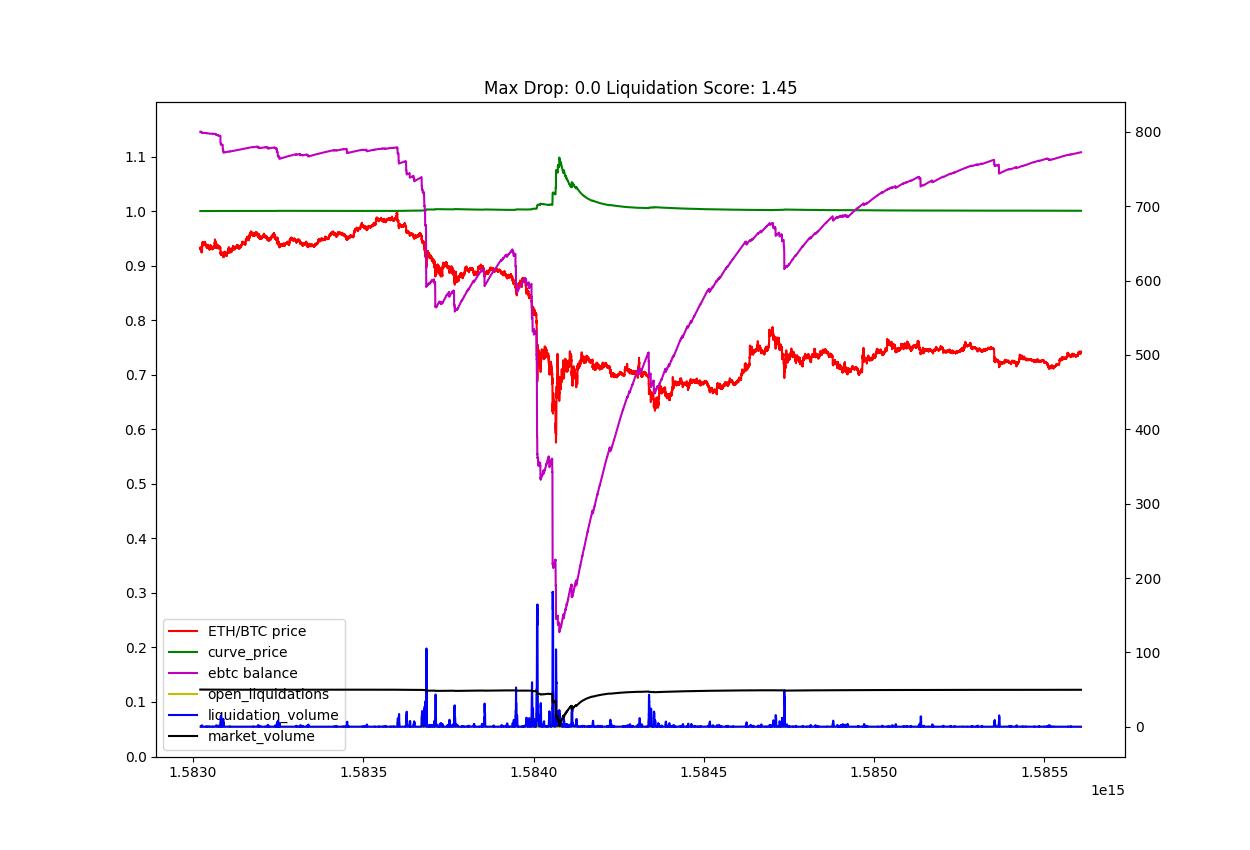 Max Drop: 0.0 Liquidation Score: 1.45
1.1
1.0
0.9
0.8
0.7
0.6
0.5
0.4
0.3
0.2
0.1
0.0
800
700
600
500
400
300
200
100
0
ETH/BTC price
curve_price
ebtc balance
open_liquidations
liquidation_volume
market_volume
1.5830 1.5835 1.5840 1.5845 1.5850 1.5855
1e15